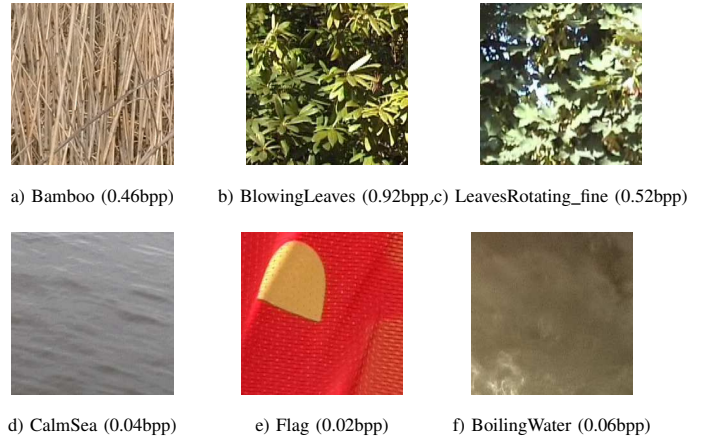 a) Bamboo (0.46bpp)
b) BlowingLeaves (0.92bpp,
c) LeavesRotating_fine (0.52bpp)
d) CalmSea (0.04bpp)
e) Flag (0.02bpp)
f) BoilingWater (0.06bpp)